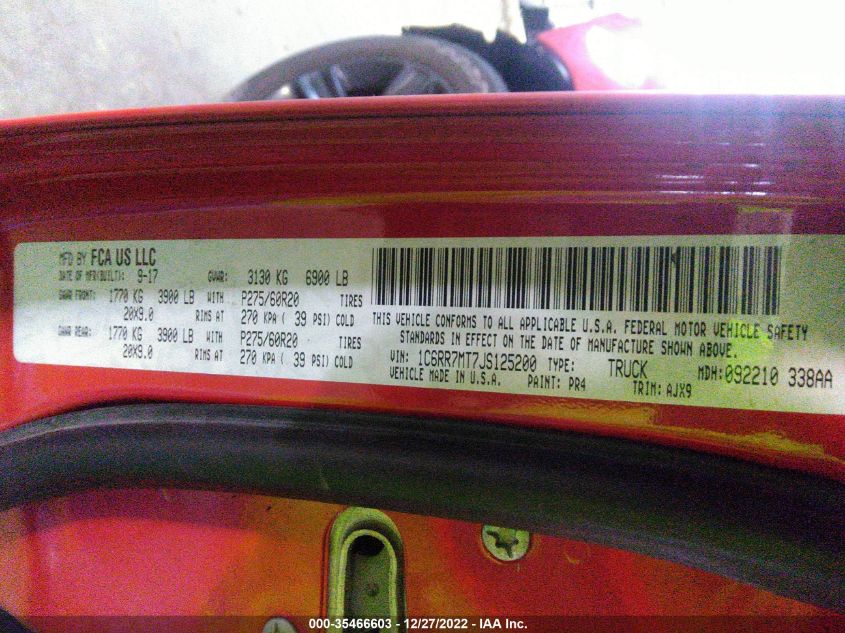 MFD BY FCA US LLC
DATE OF MFR(BUILT): 9-17 GVWR: 3130 KG 6900 LB
GAWR FRONT: 1770 KG 3900 LB WITH P275/60R20 TIRES
20X9.0 RIMS AT 270 KPA ( 39 PSI) COLD
GAWR REAR: 1770 KG 3900 LB WITH P275/60R20 TIRES
20X9.0 RIMS AT 270 KPA ( 39 PSI) COLD
THIS VEHICLE CONFORMS TO ALL APPLICABLE U.S.A. FEDERAL MOTOR VEHICLE SAFETY
STANDARDS IN EFFECT ON THE DATE OF MANUFACTURE SHOWN ABOVE.
VIN: 1C6RR7MT7JS125200 TYPE: TRUCK MDH: 092210 338AA
VEHICLE MADE IN U.S.A. PAINT: PR4 TRIM: AJX9
000-35466603 - 12/27/2022 - IAA Inc.